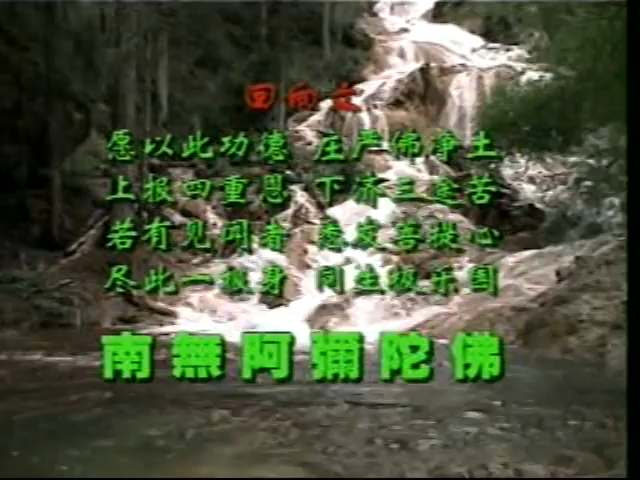 回向文
愿以此功德 庄严佛净土
上报四重恩 下济三途苦
若有见闻者 悉发菩提心
尽此一报身 同生极乐国
南無阿彌陀佛